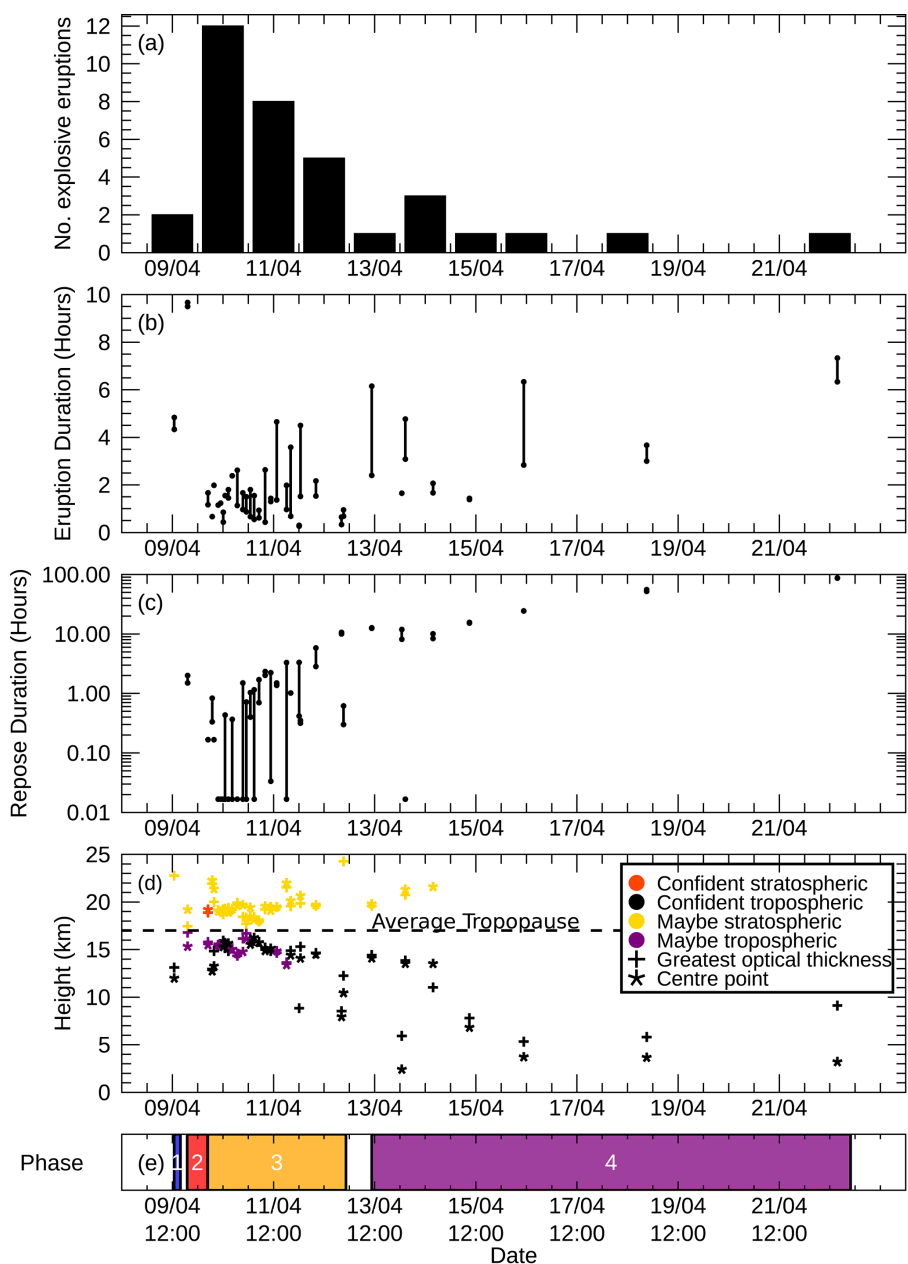 (a)
No. explosive eruptions
12
10
8
6
4
2
0
09/04 11/04 13/04 15/04 17/04 19/04 21/04
(b)
Eruption Duration (Hours)
10
8
6
4
2
0
09/04 11/04 13/04 15/04 17/04 19/04 21/04
(c)
Repose Duration (Hours)
100.00
10.00
1.00
0.10
0.01
09/04 11/04 13/04 15/04 17/04 19/04 21/04
(d)
Height (km)
25
20
15
10
5
0
Average Tropopause
Confident stratospheric
Confident tropospheric
Maybe stratospheric
Maybe tropospheric
Greatest optical thickness
Centre point
09/04 11/04 13/04 15/04 17/04 19/04 21/04
Phase
(e) 1 2 3 4
09/04 11/04 13/04 15/04 17/04 19/04 21/04
12:00 12:00 12:00 12:00 12:00 12:00 12:00
Date